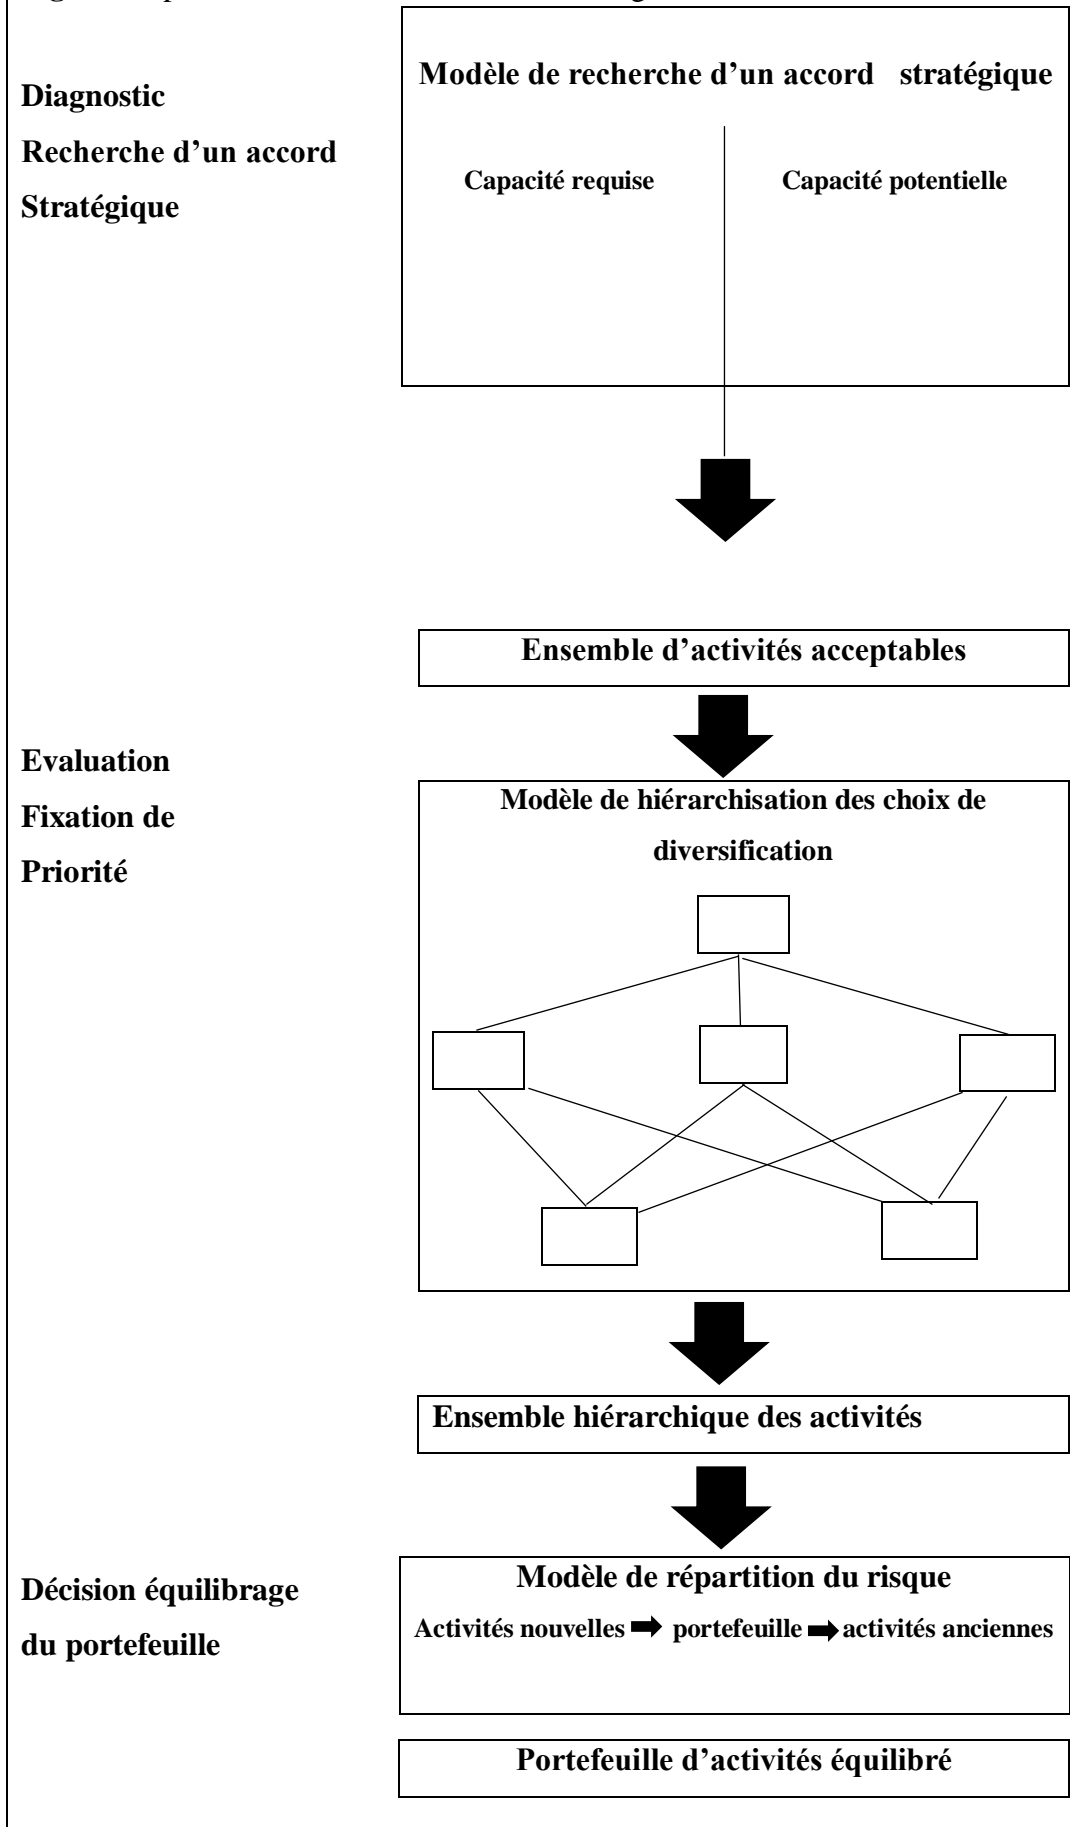 Modèle de recherche d’un accord stratégique
Diagnostic
Recherche d’un accord
Stratégique
Capacité requise
Capacité potentielle
Ensemble d’activités acceptables
Evaluation
Fixation de
Priorité
Modèle de hiérarchisation des choix de
diversification
Ensemble hiérarchique des activités
Décision équilibrage
du portefeuille
Modèle de répartition du risque
Activités nouvelles portefeuille activités anciennes
Portefeuille d’activités équilibré